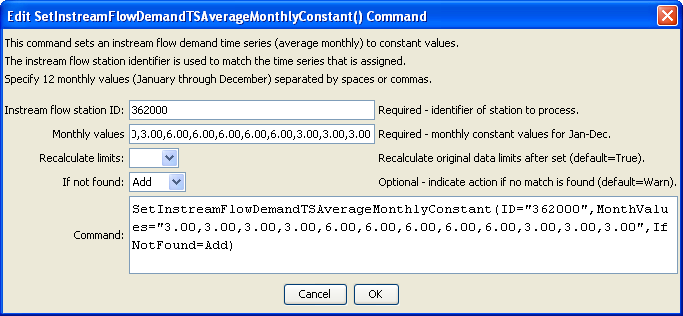 Edit SetInstreamFlowDemandTSAverageMonthlyConstant() Command
This command sets an instream flow demand time series (average monthly) to constant values.
The instream flow station identifier is used to match the time series that is assigned.
Specify 12 monthly values (January through December) separated by spaces or commas.
Instream flow station ID: 362000 Required - identifier of station to process.
Monthly values ),3.00,6.00,6.00,6.00,6.00,6.00,3.00,3.00,3.00 Required - monthly constant values for Jan-Dec.
Recalculate limits: Recalculate original data limits after set (default=True).
If not found: Add Optional - indicate action if no match is found (default=Warn).
Command:
SetInstreamFlowDemandTSAverageMonthlyConstant(ID="362000",MonthValu
es="3.00,3.00,3.00,3.00,6.00,6.00,6.00,6.00,6.00,3.00,3.00,3.00",If
NotFound=Add)
Cancel OK